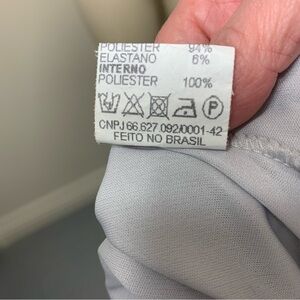 POLIESTER 94%
ELASTANO 6%
INTERNO
POLIESTER 100%
P
CNPJ 66.627.092/0001-42
FEITO NO BRASIL